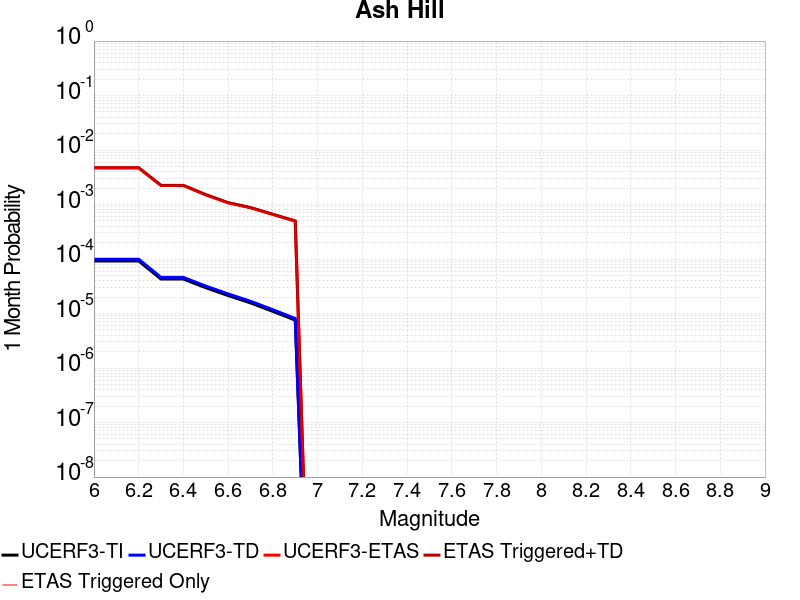 Ash Hill
10^0
10^-1
10^-2
10^-3
10^-4
10^-5
10^-6
10^-7
10^-8
1 Month Probability
6 6.2 6.4 6.6 6.8 7 7.2 7.4 7.6 7.8 8 8.2 8.4 8.6 8.8 9
Magnitude
UCERF3-TI UCERF3-TD UCERF3-ETAS ETAS Triggered+TD
ETAS Triggered Only